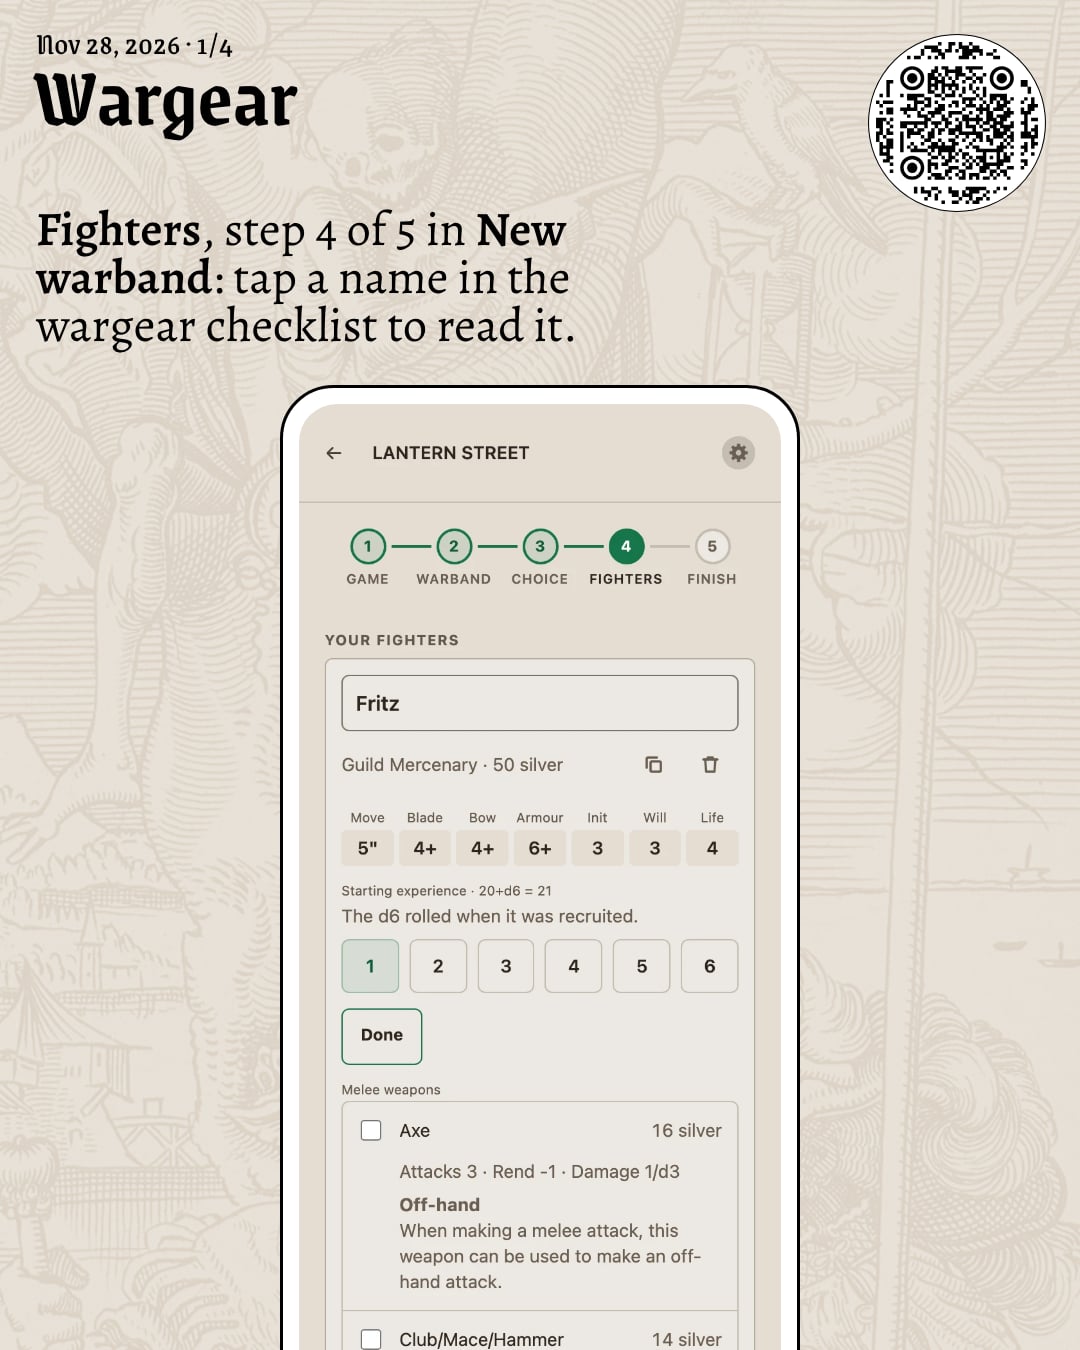 Nov 28, 2026 · 1/4
Wargear
Fighters, step 4 of 5 in New
warband: tap a name in the
wargear checklist to read it.
LANTERN STREET
1 2 3 4 5
GAME WARBAND CHOICE FIGHTERS FINISH
YOUR FIGHTERS
Fritz
Guild Mercenary · 50 silver
Move Blade Bow Armour Init Will Life
5" 4+ 4+ 6+ 3 3 4
Starting experience · 20+d6 = 21
The d6 rolled when it was recruited.
1 2 3 4 5 6
Done
Melee weapons
Axe 16 silver
Attacks 3 · Rend -1 · Damage 1/d3
Off-hand
When making a melee attack, this
weapon can be used to make an off-
hand attack.
Club/Mace/Hammer 14 silver